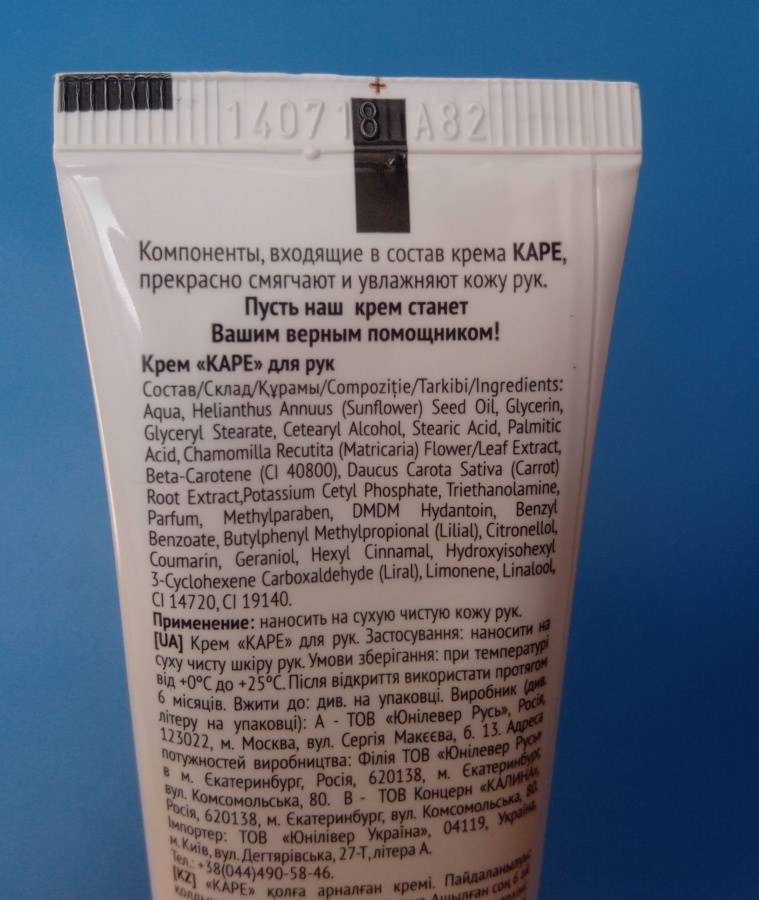 140718 A82
Компоненты, входящие в состав крема КАРЕ,
прекрасно смягчают и увлажняют кожу рук.
Пусть наш крем станет
Вашим верным помощником!
Крем «КАРЕ» для рук
Состав/Склад/Құрамы/Compoziţie/Tarkibi/Ingredients:
Aqua, Helianthus Annuus (Sunflower) Seed Oil, Glycerin,
Glyceryl Stearate, Cetearyl Alcohol, Stearic Acid, Palmitic
Acid, Chamomilla Recutita (Matricaria) Flower/Leaf Extract,
Beta-Carotene (CI 40800), Daucus Carota Sativa (Carrot)
Root Extract,Potassium Cetyl Phosphate, Triethanolamine,
Parfum, Methylparaben, DMDM Hydantoin, Benzyl
Benzoate, Butylphenyl Methylpropional (Lilial), Citronellol,
Coumarin, Geraniol, Hexyl Cinnamal, Hydroxyisohexyl
3-Cyclohexene Carboxaldehyde (Liral), Limonene, Linalool,
CI 14720, CI 19140.
Применение: наносить на сухую чистую кожу рук.
[UA] Крем «КАРЕ» для рук. Застосування: наносити на
суху чисту шкіру рук. Умови зберігання: при температурі
від +0°C до +25°C. Після відкриття використати протягом
6 місяців. Вжити до: див. на упаковці. Виробник (див.
літеру на упаковці): А - ТОВ «Юнілевер Русь», Росія,
123022, м. Москва, вул. Сергія Макєєва, б. 13. Адреса
потужностей виробництва: Філія ТОВ «Юнілевер Русь»
в м. Єкатеринбург, Росія, 620138, м. Єкатеринбург,
вул. Комсомольська, 80. В - ТОВ Концерн «КАЛИНА»,
Росія, 620138, м. Єкатеринбург, вул. Комсомольська, 80.
Імпортер: ТОВ «Юнілівер Україна», 04119, Україна,
м. Київ, вул. Дегтярівська, 27-Т, літера А.
Тел.: +38(044)490-58-46.
[KZ] «КАРЕ» қолға арналған кремі. Пайдаланылуы:
Ашылған соң 6 ай